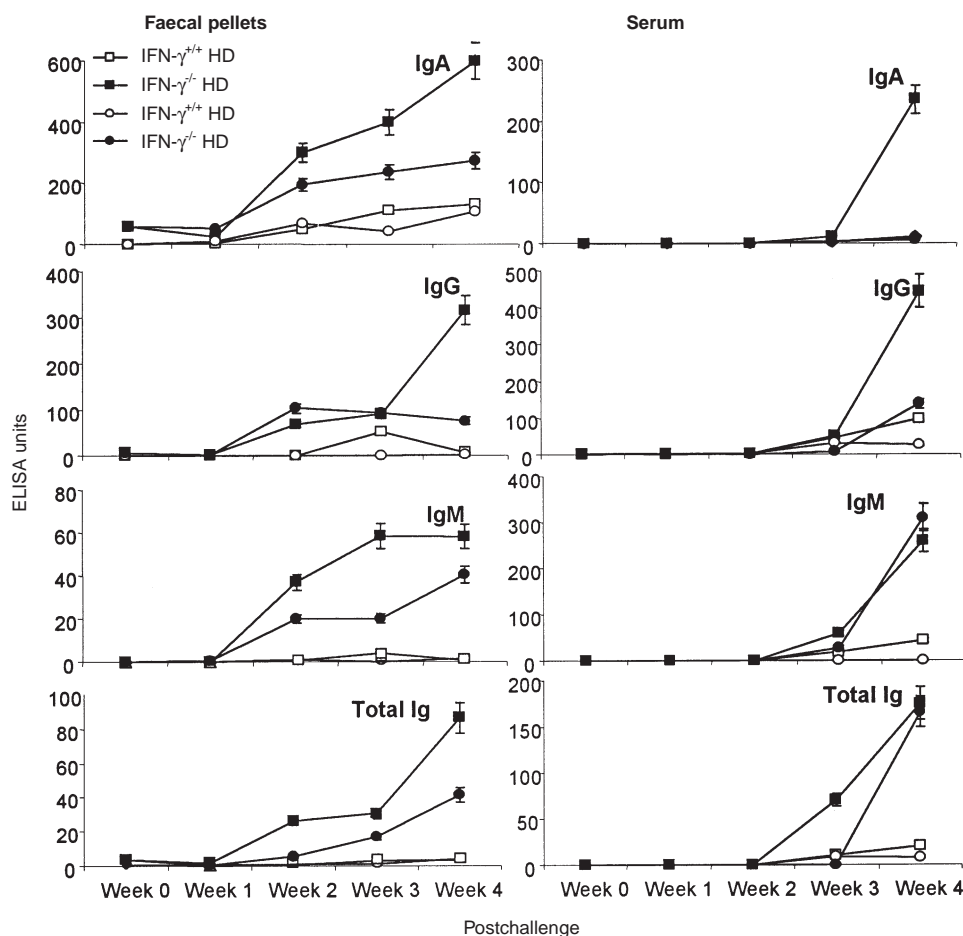 Faecal pellets
Serum
IFN-γ+/+ HD
IFN-γ-/- HD
IFN-γ+/+ HD
IFN-γ-/- HD
600
400
200
0
IgA
300
200
100
0
IgA
400
300
200
100
0
IgG
500
400
300
200
100
0
IgG
80
60
40
20
0
IgM
400
300
200
100
0
IgM
100
80
60
40
20
0
Total Ig
200
150
100
50
0
Total Ig
ELISA units
Week 0 Week 1 Week 2 Week 3 Week 4
Week 0 Week 1 Week 2 Week 3 Week 4
Postchallenge